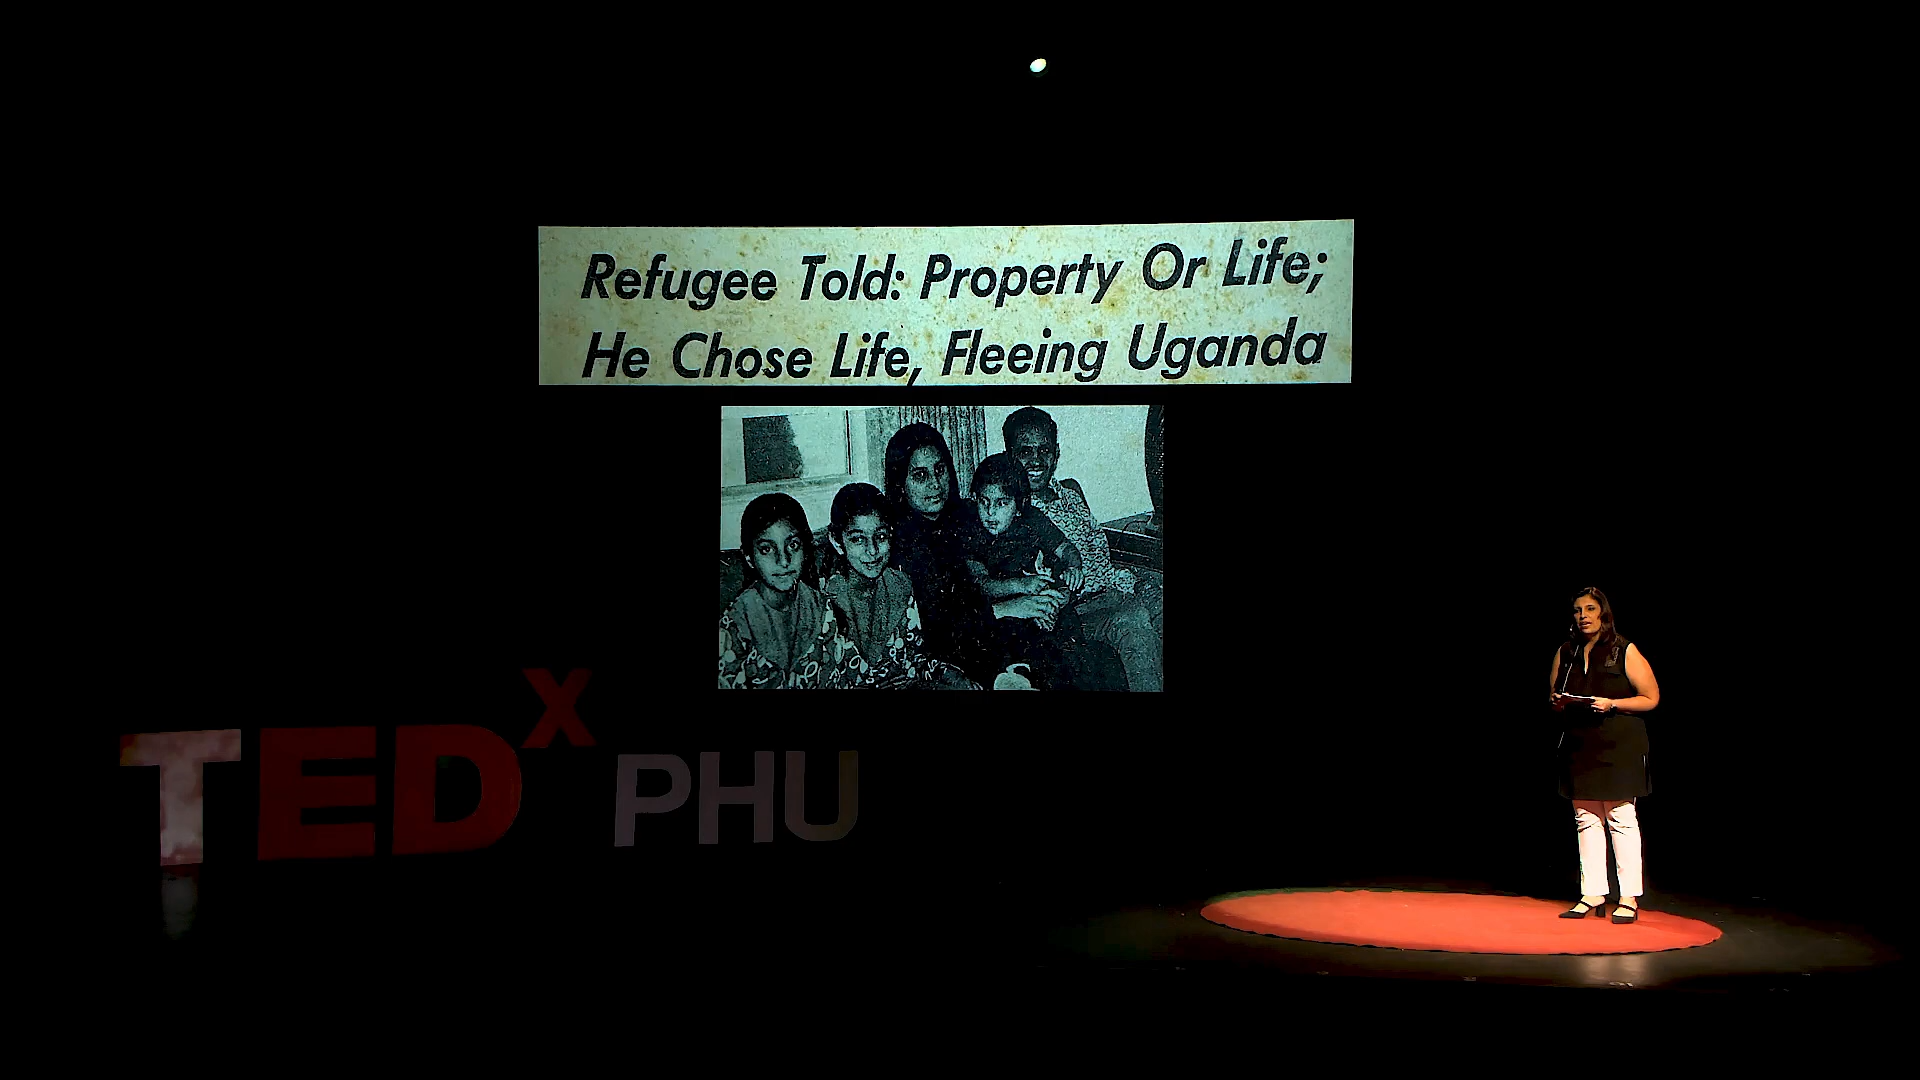 Refugee Told: Property Or Life;
He Chose Life, Fleeing Uganda
TEDx PHU